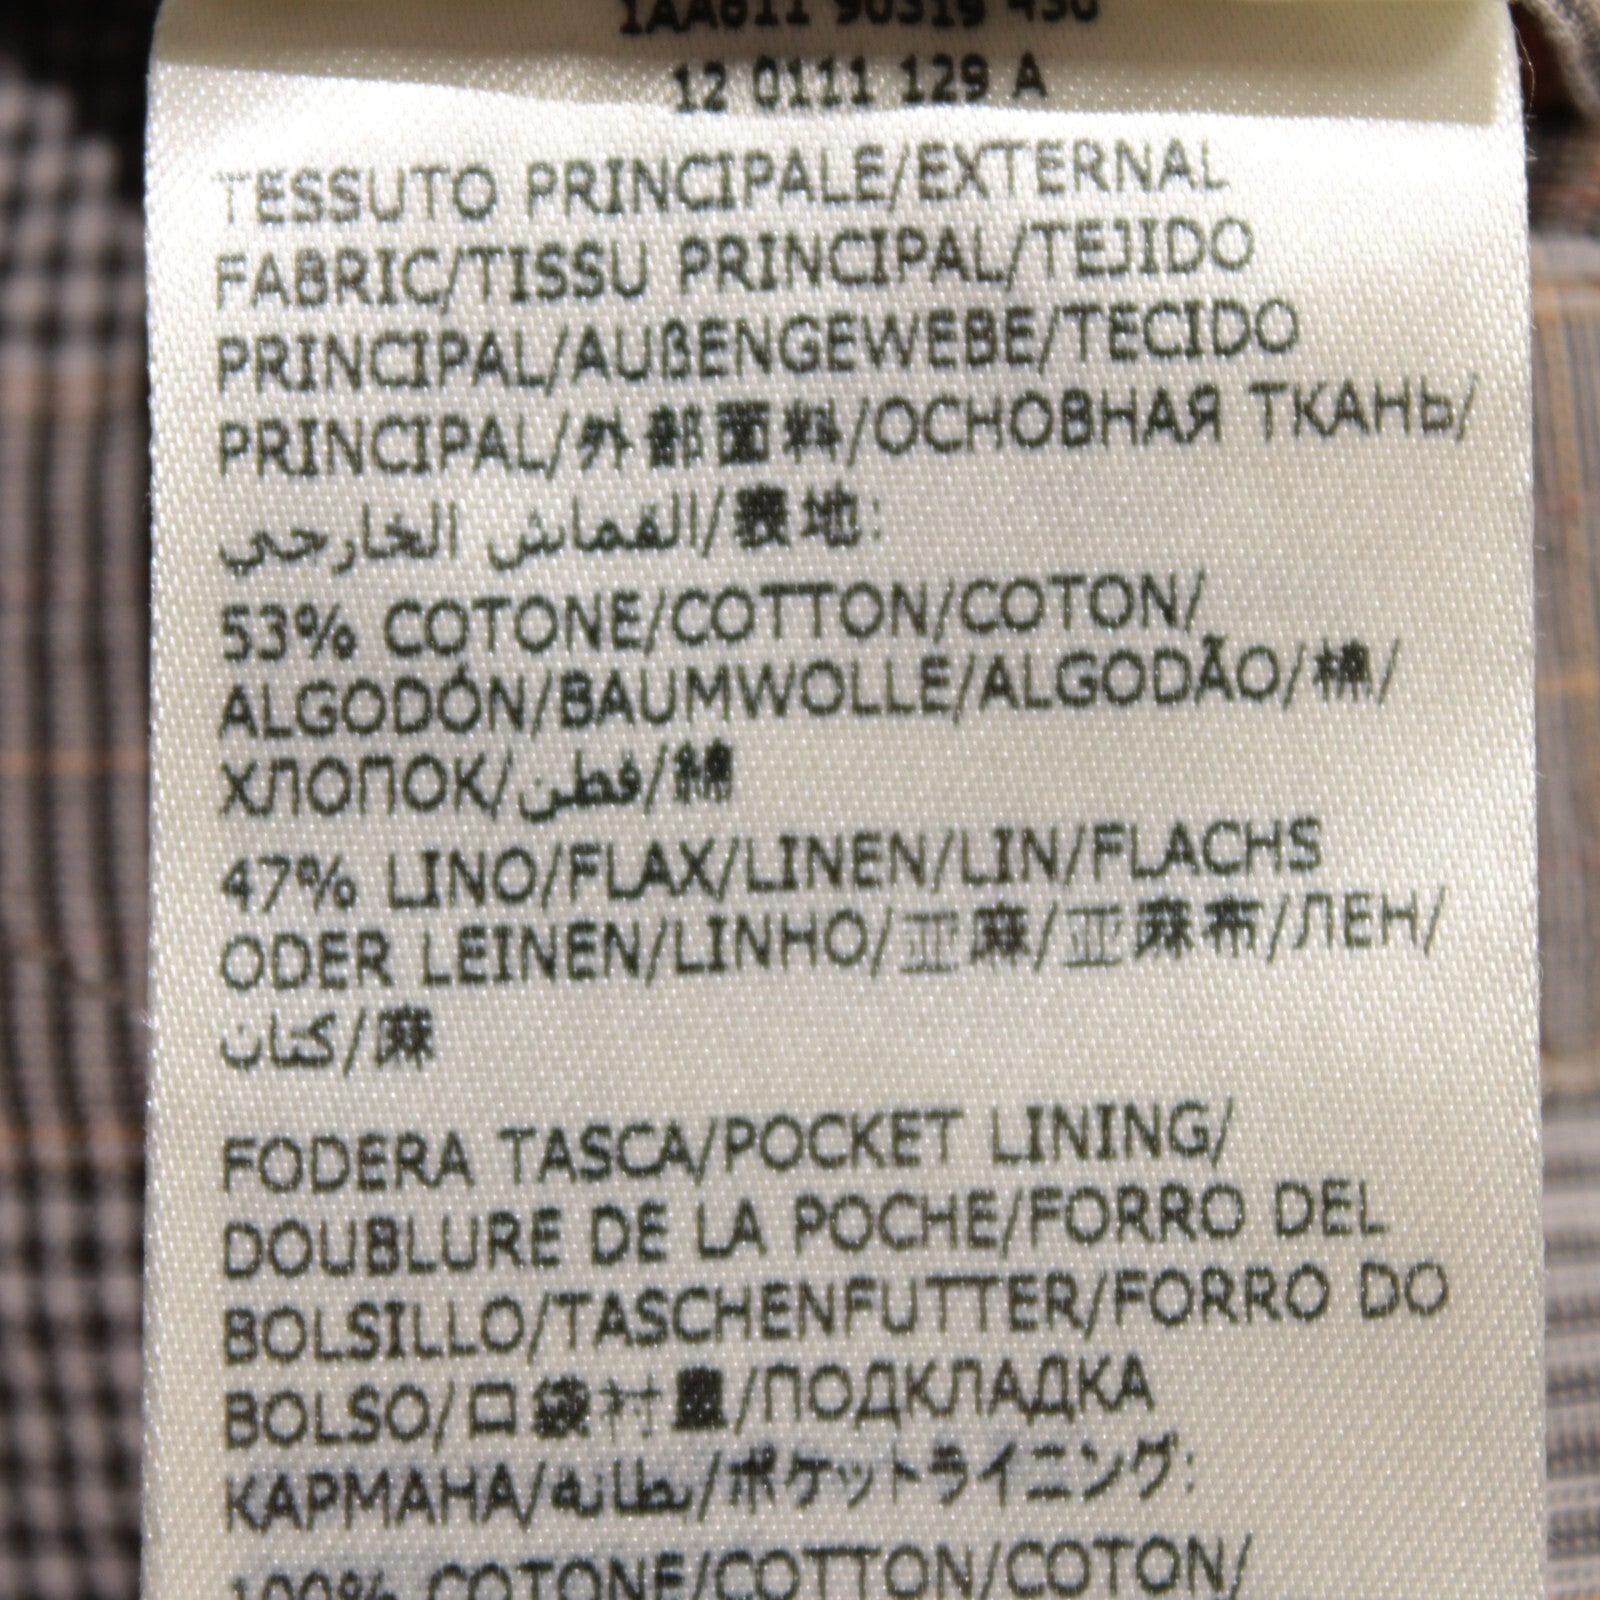 12 0111 129 A
TESSUTO PRINCIPALE/EXTERNAL
FABRIC/TISSU PRINCIPAL/TEJIDO
PRINCIPAL/AUßENGEWEBE/TECIDO
PRINCIPAL/外部面料/ОСНОВНАЯ ТКАНЬ/
القماش الخارجي/表地:
53% COTONE/COTTON/COTON/
ALGODÓN/BAUMWOLLE/ALGODÃO/棉/
ХЛОПОК/قطن/綿
47% LINO/FLAX/LINEN/LIN/FLACHS
ODER LEINEN/LINHO/亚麻/亚麻布/ЛЕН/
كتان/麻
FODERA TASCA/POCKET LINING/
DOUBLURE DE LA POCHE/FORRO DEL
BOLSILLO/TASCHENFUTTER/FORRO DO
BOLSO/口袋衬里/ПОДКЛАДКА
КАРМАНА/بطانة/ポケットライニング:
100% COTONE/COTTON/COTON/